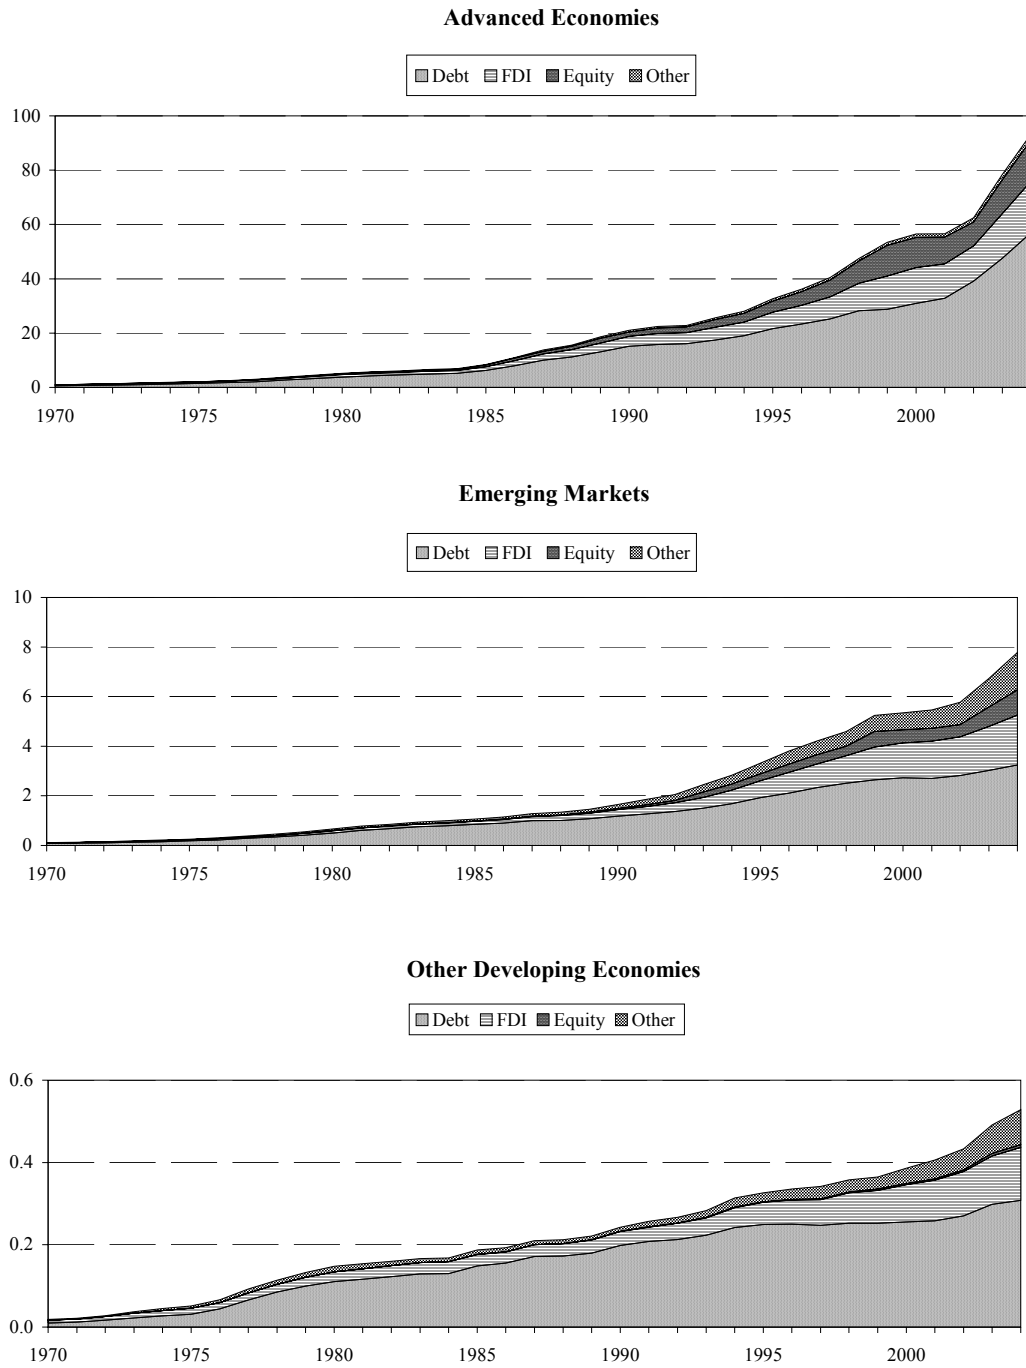 Advanced Economies
Debt FDI Equity Other
100
80
60
40
20
0
1970 1975 1980 1985 1990 1995 2000
Emerging Markets
Debt FDI Equity Other
10
8
6
4
2
0
1970 1975 1980 1985 1990 1995 2000
Other Developing Economies
Debt FDI Equity Other
0.6
0.4
0.2
0.0
1970 1975 1980 1985 1990 1995 2000